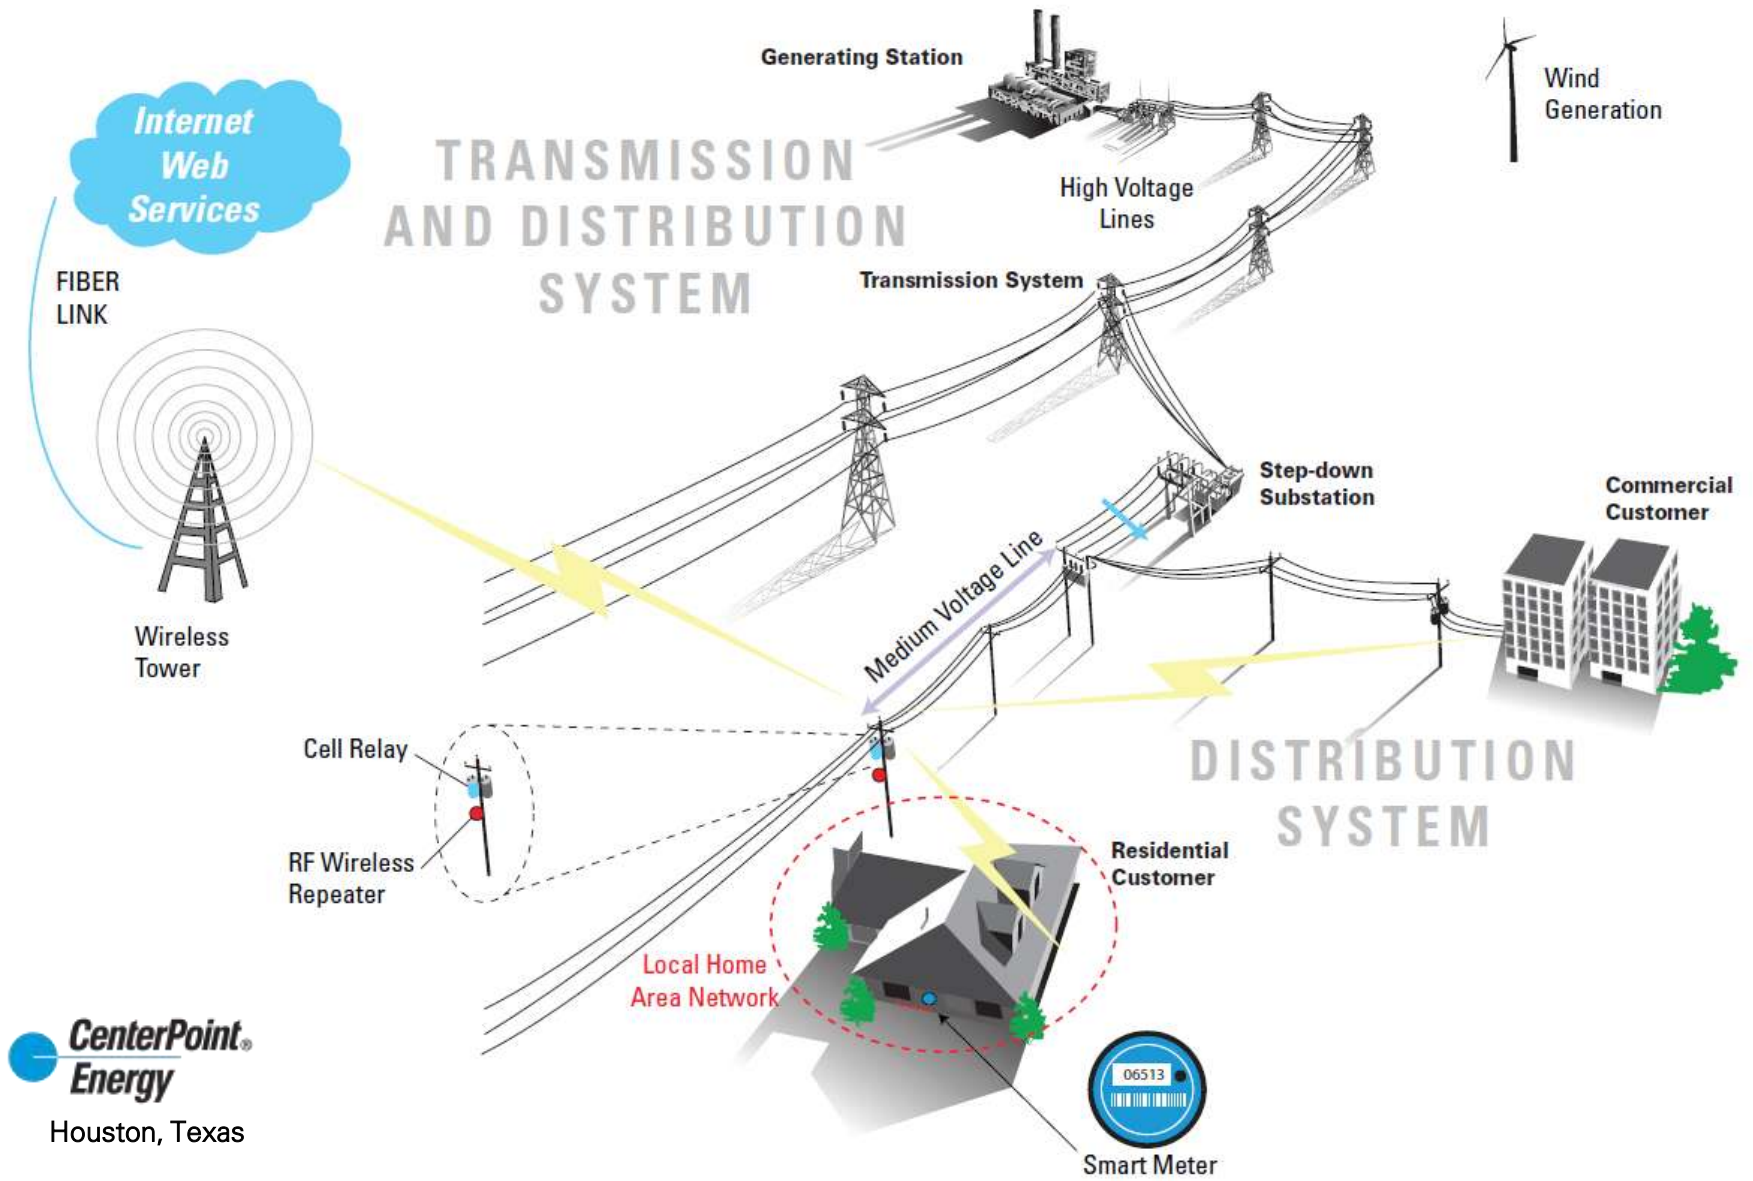 Generating Station
Wind
Generation
Internet
Web
Services
TRANSMISSION
AND DISTRIBUTION
SYSTEM
High Voltage
Lines
FIBER
LINK
Transmission System
Step-down
Substation
Commercial
Customer
Medium Voltage Line
Wireless
Tower
Cell Relay
DISTRIBUTION
SYSTEM
RF Wireless
Repeater
Residential
Customer
Local Home
Area Network
CenterPoint®
Energy
Houston, Texas
06513
Smart Meter